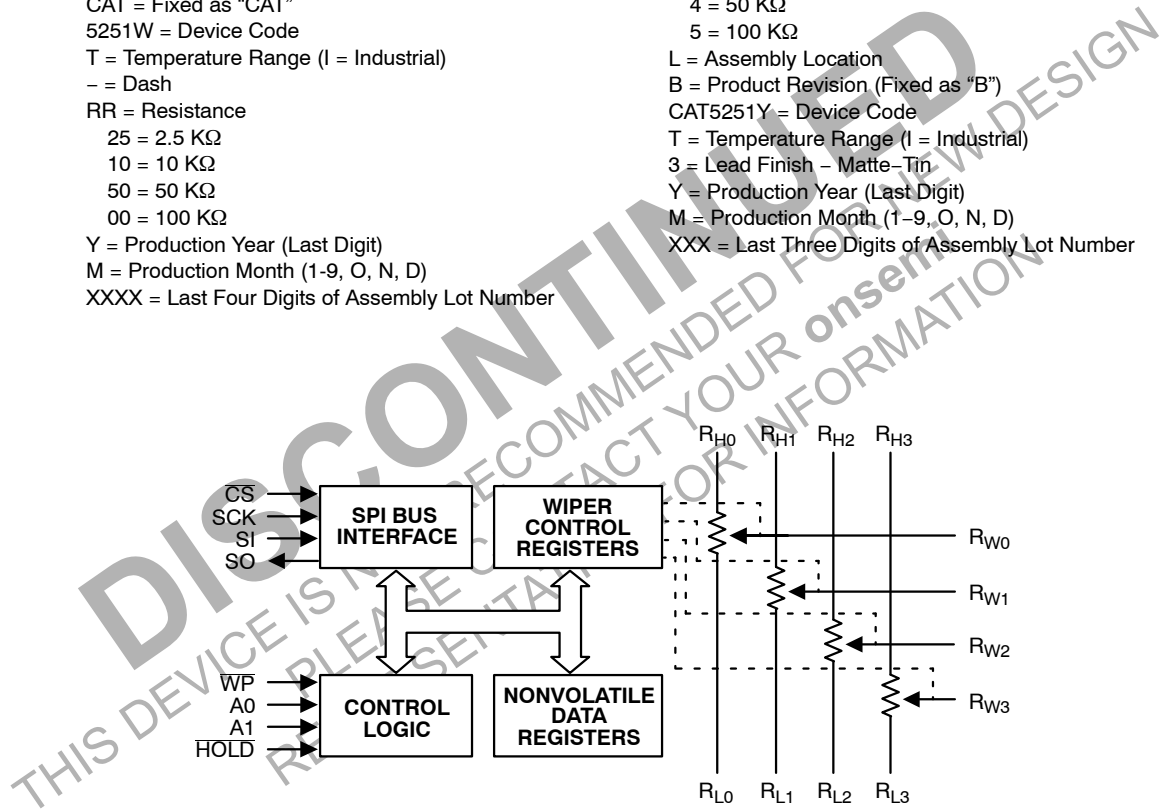 CAT = Fixed as “CAT”
5251W = Device Code
T = Temperature Range (I = Industrial)
− = Dash
RR = Resistance
25 = 2.5 KΩ
10 = 10 KΩ
50 = 50 KΩ
00 = 100 KΩ
Y = Production Year (Last Digit)
M = Production Month (1-9, O, N, D)
XXXX = Last Four Digits of Assembly Lot Number
4 = 50 KΩ
5 = 100 KΩ
L = Assembly Location
B = Product Revision (Fixed as “B”)
CAT5251Y = Device Code
T = Temperature Range (I = Industrial)
3 = Lead Finish − Matte−Tin
Y = Production Year (Last Digit)
M = Production Month (1−9, O, N, D)
XXX = Last Three Digits of Assembly Lot Number
DISCONTINUED
THIS DEVICE IS NOT RECOMMENDED FOR NEW DESIGN
PLEASE CONTACT YOUR onsemi
FOR INFORMATION
RH0 RH1 RH2 RH3
CS
SCK
SI
SO
SPI BUS
INTERFACE
WIPER
CONTROL
REGISTERS
RW0
RW1
RW2
RW3
WP
A0
A1
HOLD
CONTROL
LOGIC
NONVOLATILE
DATA
REGISTERS
RL0 RL1 RL2 RL3